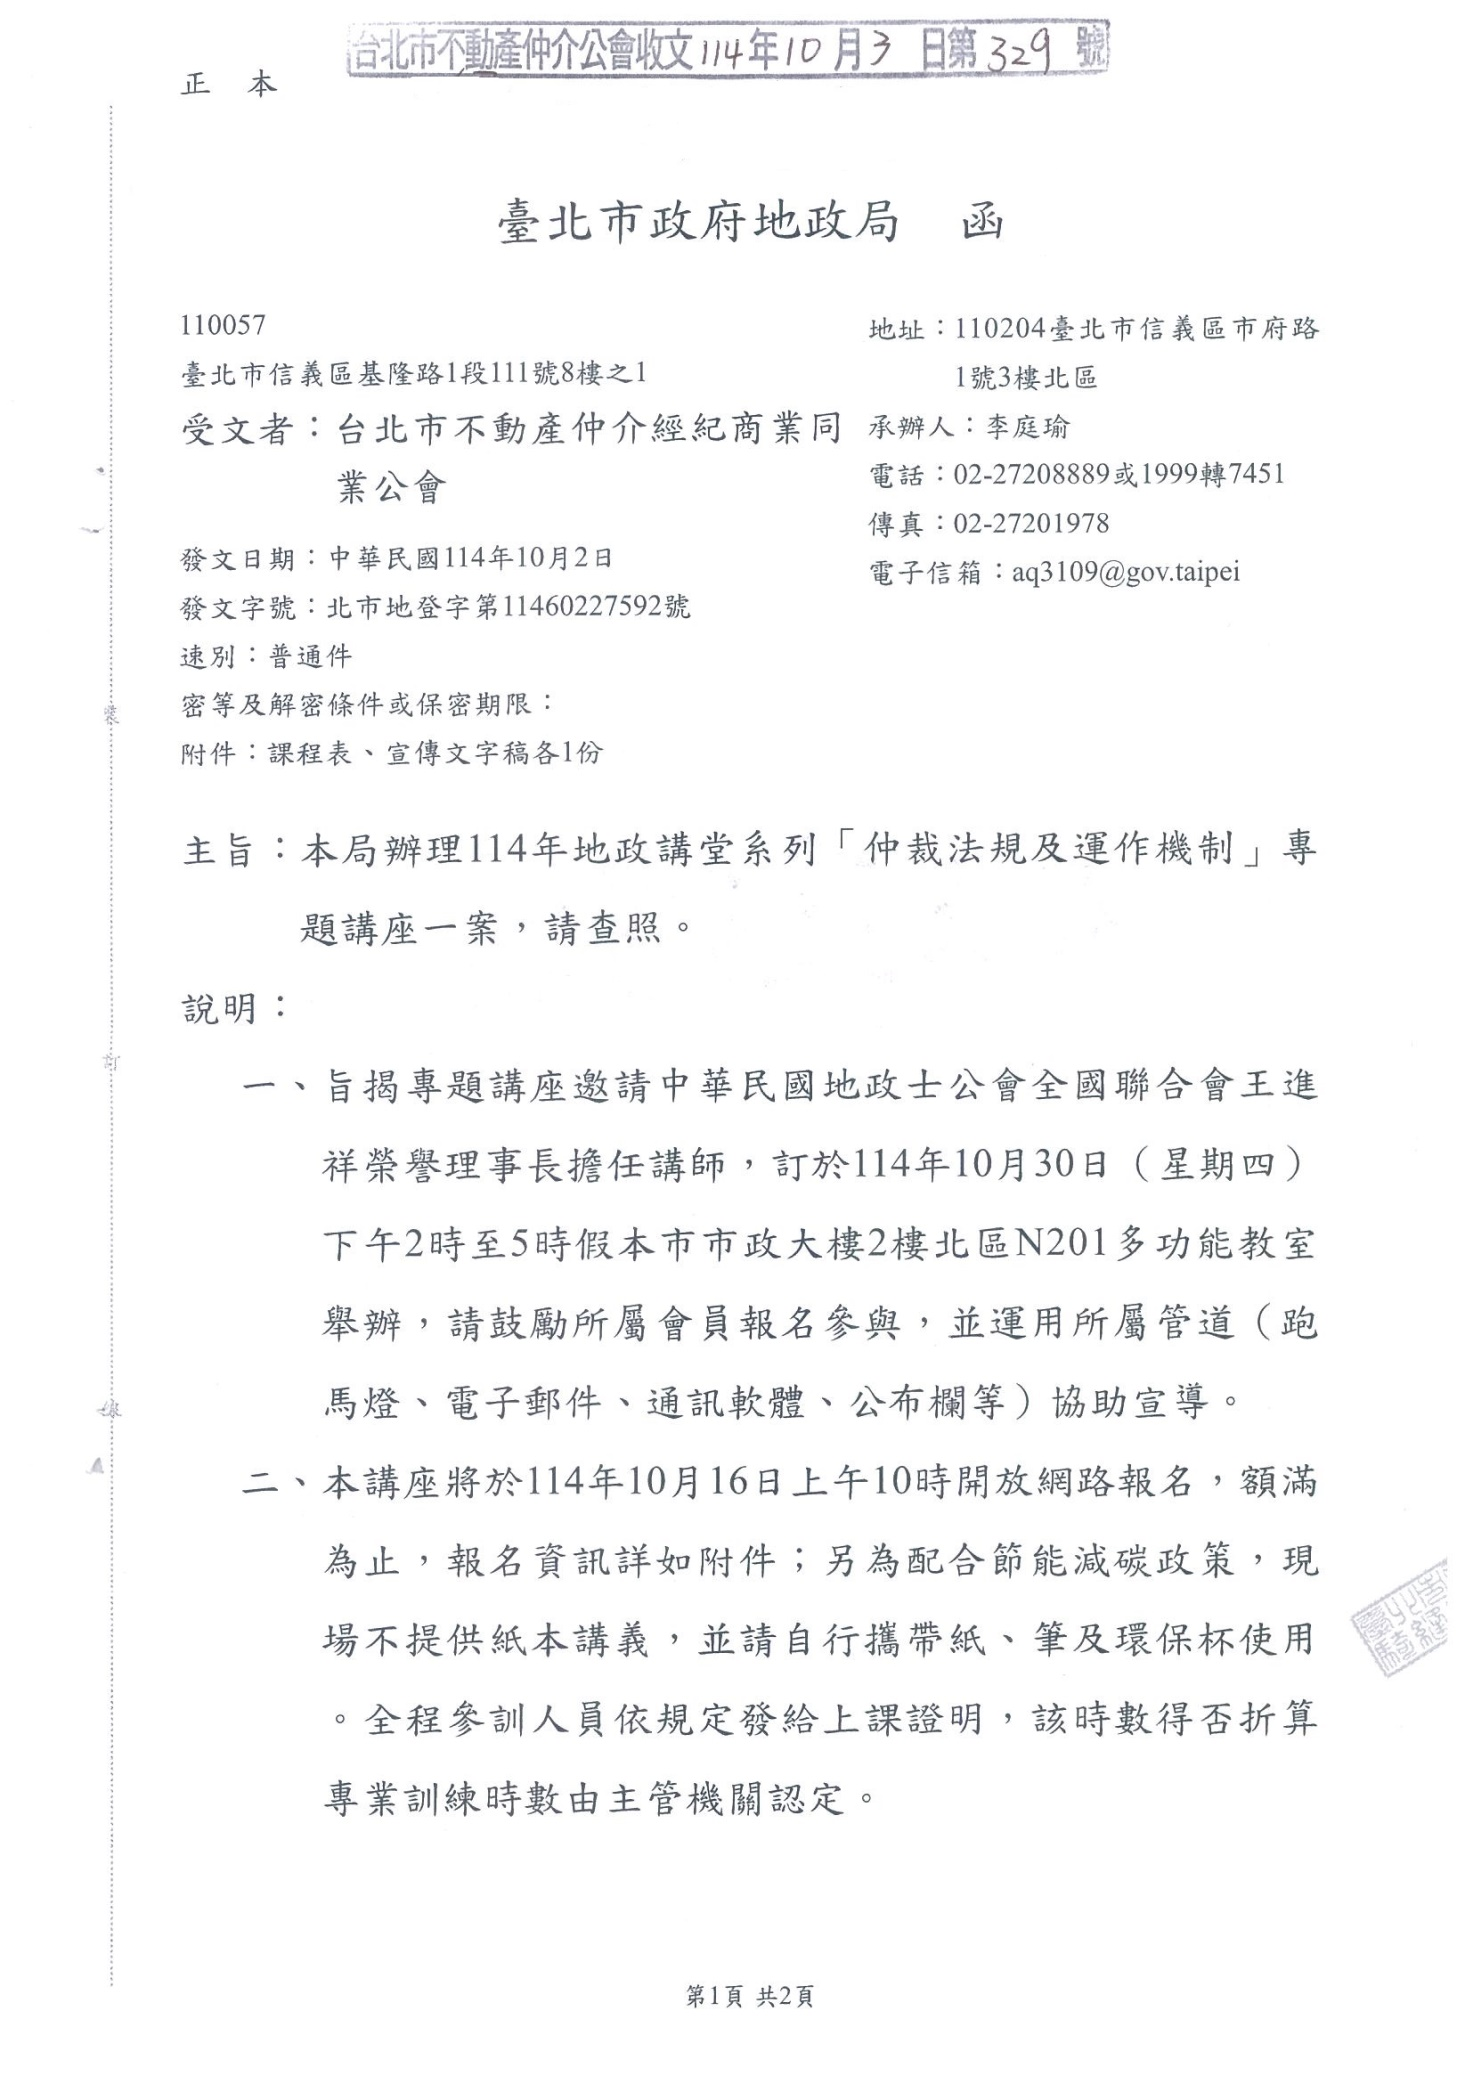 台北市不動產仲介公會收文114年10月3日第329號
正 本
臺北市政府地政局 函
110057
臺北市信義區基隆路1段111號8樓之1
受文者：台北市不動產仲介經紀商業同
業公會
地址：110204臺北市信義區市府路
1號3樓北區
承辦人：李庭瑜
電話：02-27208889或1999轉7451
傳真：02-27201978
電子信箱：aq3109@gov.taipei
發文日期：中華民國114年10月2日
發文字號：北市地登字第11460227592號
速別：普通件
密等及解密條件或保密期限：
附件：課程表、宣傳文字稿各1份
主旨：本局辦理114年地政講堂系列「仲裁法規及運作機制」專
題講座一案，請查照。
說明：
一、旨揭專題講座邀請中華民國地政士公會全國聯合會王進
祥榮譽理事長擔任講師，訂於114年10月30日（星期四）
下午2時至5時假本市市政大樓2樓北區N201多功能教室
舉辦，請鼓勵所屬會員報名參與，並運用所屬管道（跑
馬燈、電子郵件、通訊軟體、公布欄等）協助宣導。
二、本講座將於114年10月16日上午10時開放網路報名，額滿
為止，報名資訊詳如附件；另為配合節能減碳政策，現
場不提供紙本講義，並請自行攜帶紙、筆及環保杯使用
。全程參訓人員依規定發給上課證明，該時數得否折算
專業訓練時數由主管機關認定。
裝
訂
線
第1頁 共2頁